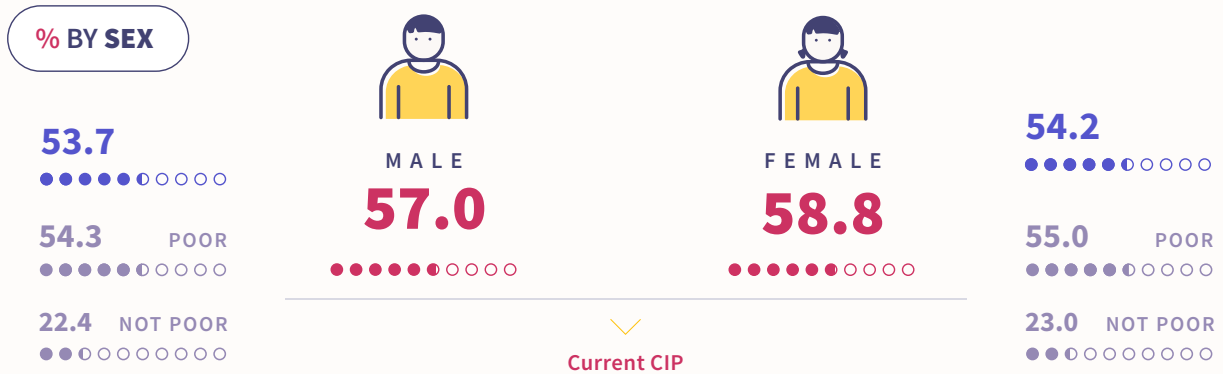 % BY SEX
53.7
54.3 POOR
22.4 NOT POOR
MALE
57.0
FEMALE
58.8
Current CIP
54.2
55.0 POOR
23.0 NOT POOR